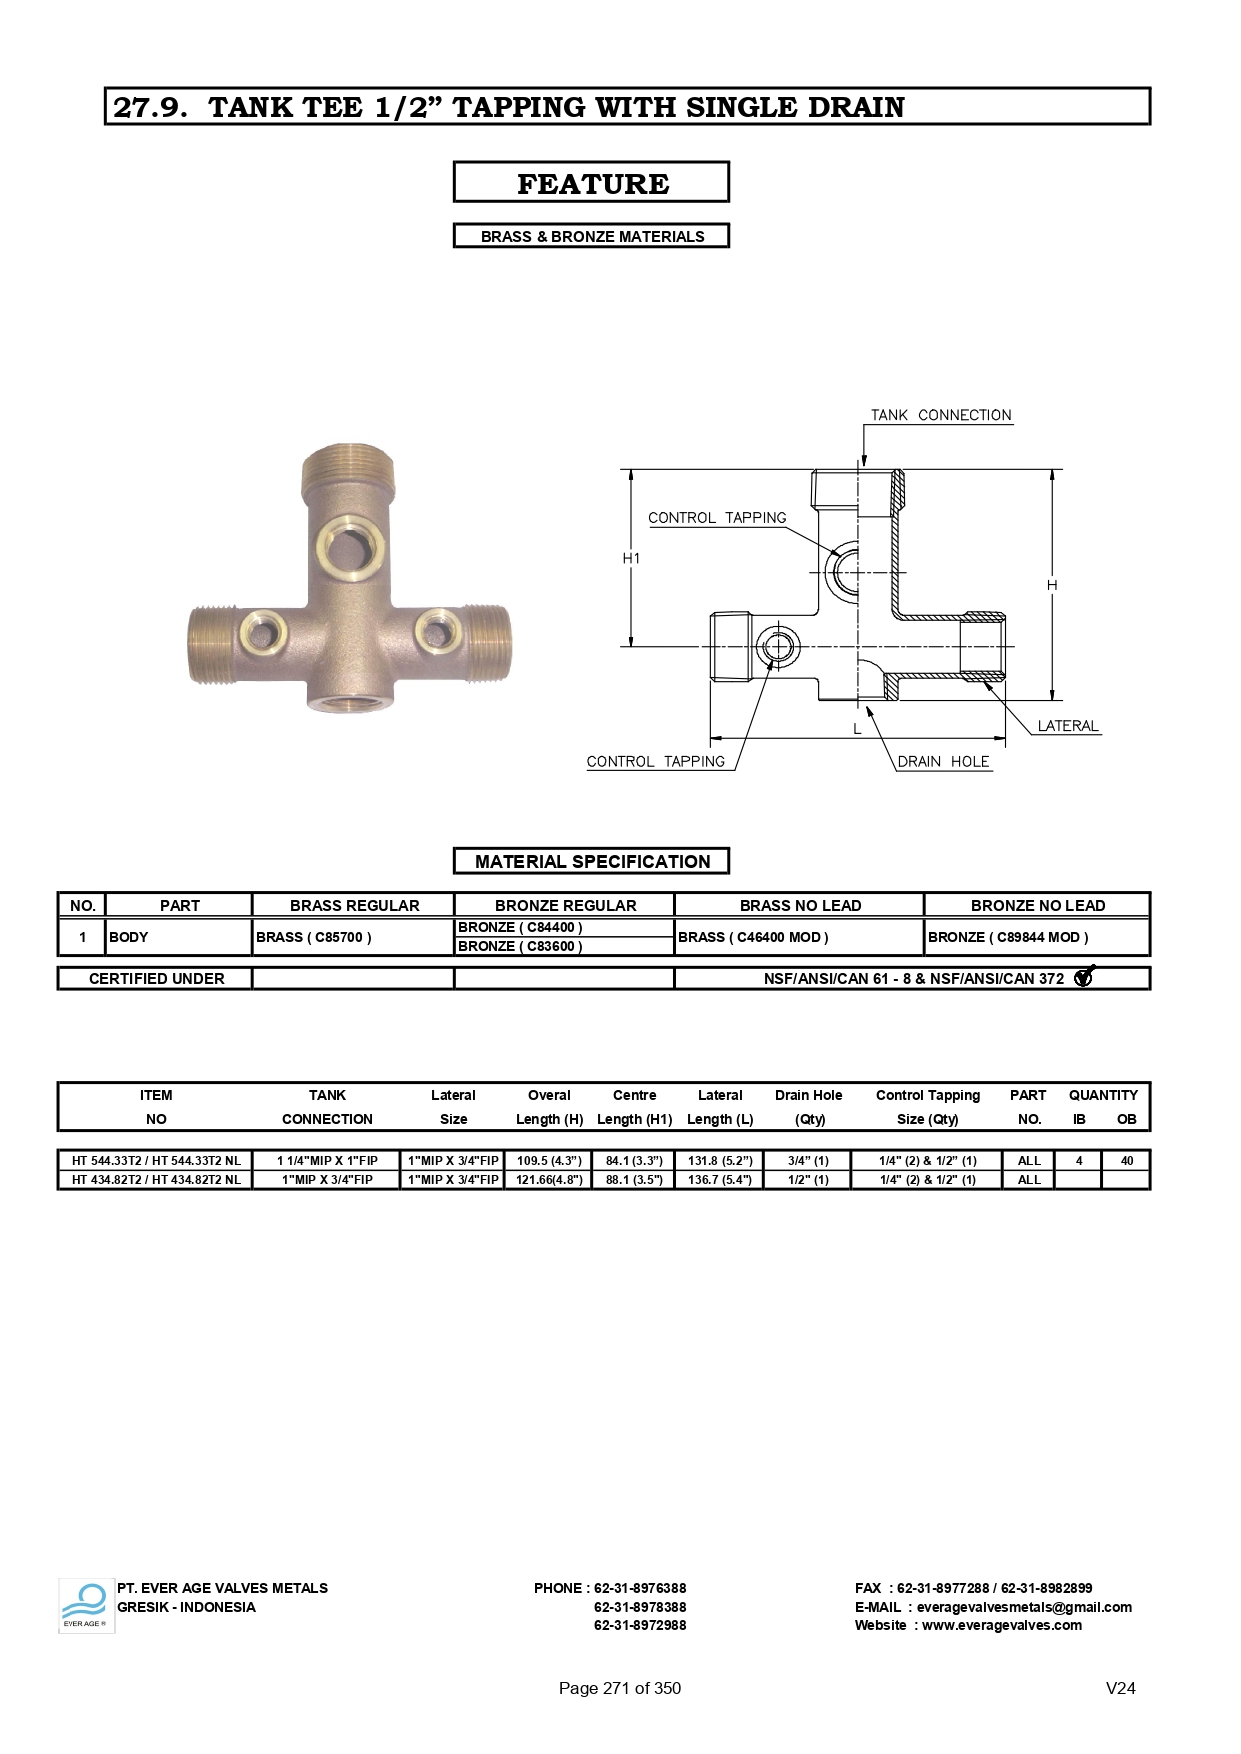 27.9.  TANK TEE 1/2” TAPPING WITH SINGLE DRAIN
FEATURE
BRASS & BRONZE MATERIALS
TANK CONNECTION
CONTROL TAPPING
H1
H
LATERAL
L
CONTROL TAPPING
DRAIN HOLE
MATERIAL SPECIFICATION
NO. PART BRASS REGULAR BRONZE REGULAR BRASS NO LEAD BRONZE NO LEAD
1 BODY BRASS ( C85700 ) BRONZE ( C84400 ) BRASS ( C46400 MOD ) BRONZE ( C89844 MOD )
BRONZE ( C83600 )
CERTIFIED UNDER NSF/ANSI/CAN 61 - 8 & NSF/ANSI/CAN 372
ITEM TANK Lateral Overal Centre Lateral Drain Hole Control Tapping PART QUANTITY
NO CONNECTION Size Length (H) Length (H1) Length (L) (Qty) Size (Qty) NO. IB OB
HT 544.33T2 / HT 544.33T2 NL 1 1/4"MIP X 1"FIP 1"MIP X 3/4"FIP 109.5 (4.3”) 84.1 (3.3”) 131.8 (5.2”) 3/4” (1) 1/4" (2) & 1/2” (1) ALL 4 40
HT 434.82T2 / HT 434.82T2 NL 1"MIP X 3/4"FIP 1"MIP X 3/4"FIP 121.66(4.8") 88.1 (3.5") 136.7 (5.4") 1/2" (1) 1/4" (2) & 1/2" (1) ALL
PT. EVER AGE VALVES METALS PHONE : 62-31-8976388 FAX  : 62-31-8977288 / 62-31-8982899
GRESIK - INDONESIA 62-31-8978388 E-MAIL  : everagevalvesmetals@gmail.com
EVER AGE ® 62-31-8972988 Website  : www.everagevalves.com
Page 271 of 350 V24